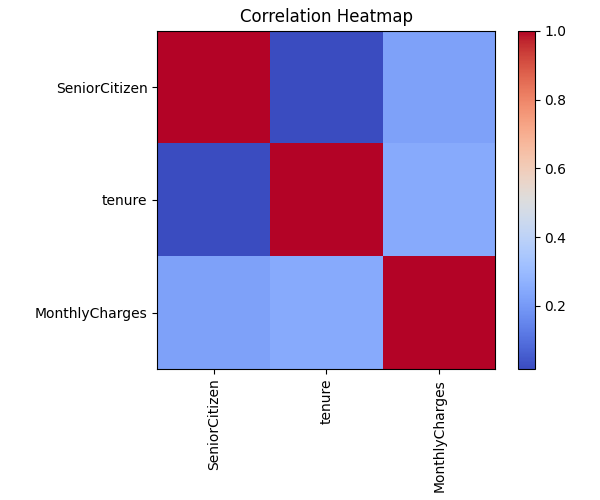 Correlation Heatmap
SeniorCitizen
tenure
MonthlyCharges
SeniorCitizen
tenure
MonthlyCharges
1.0
0.8
0.6
0.4
0.2